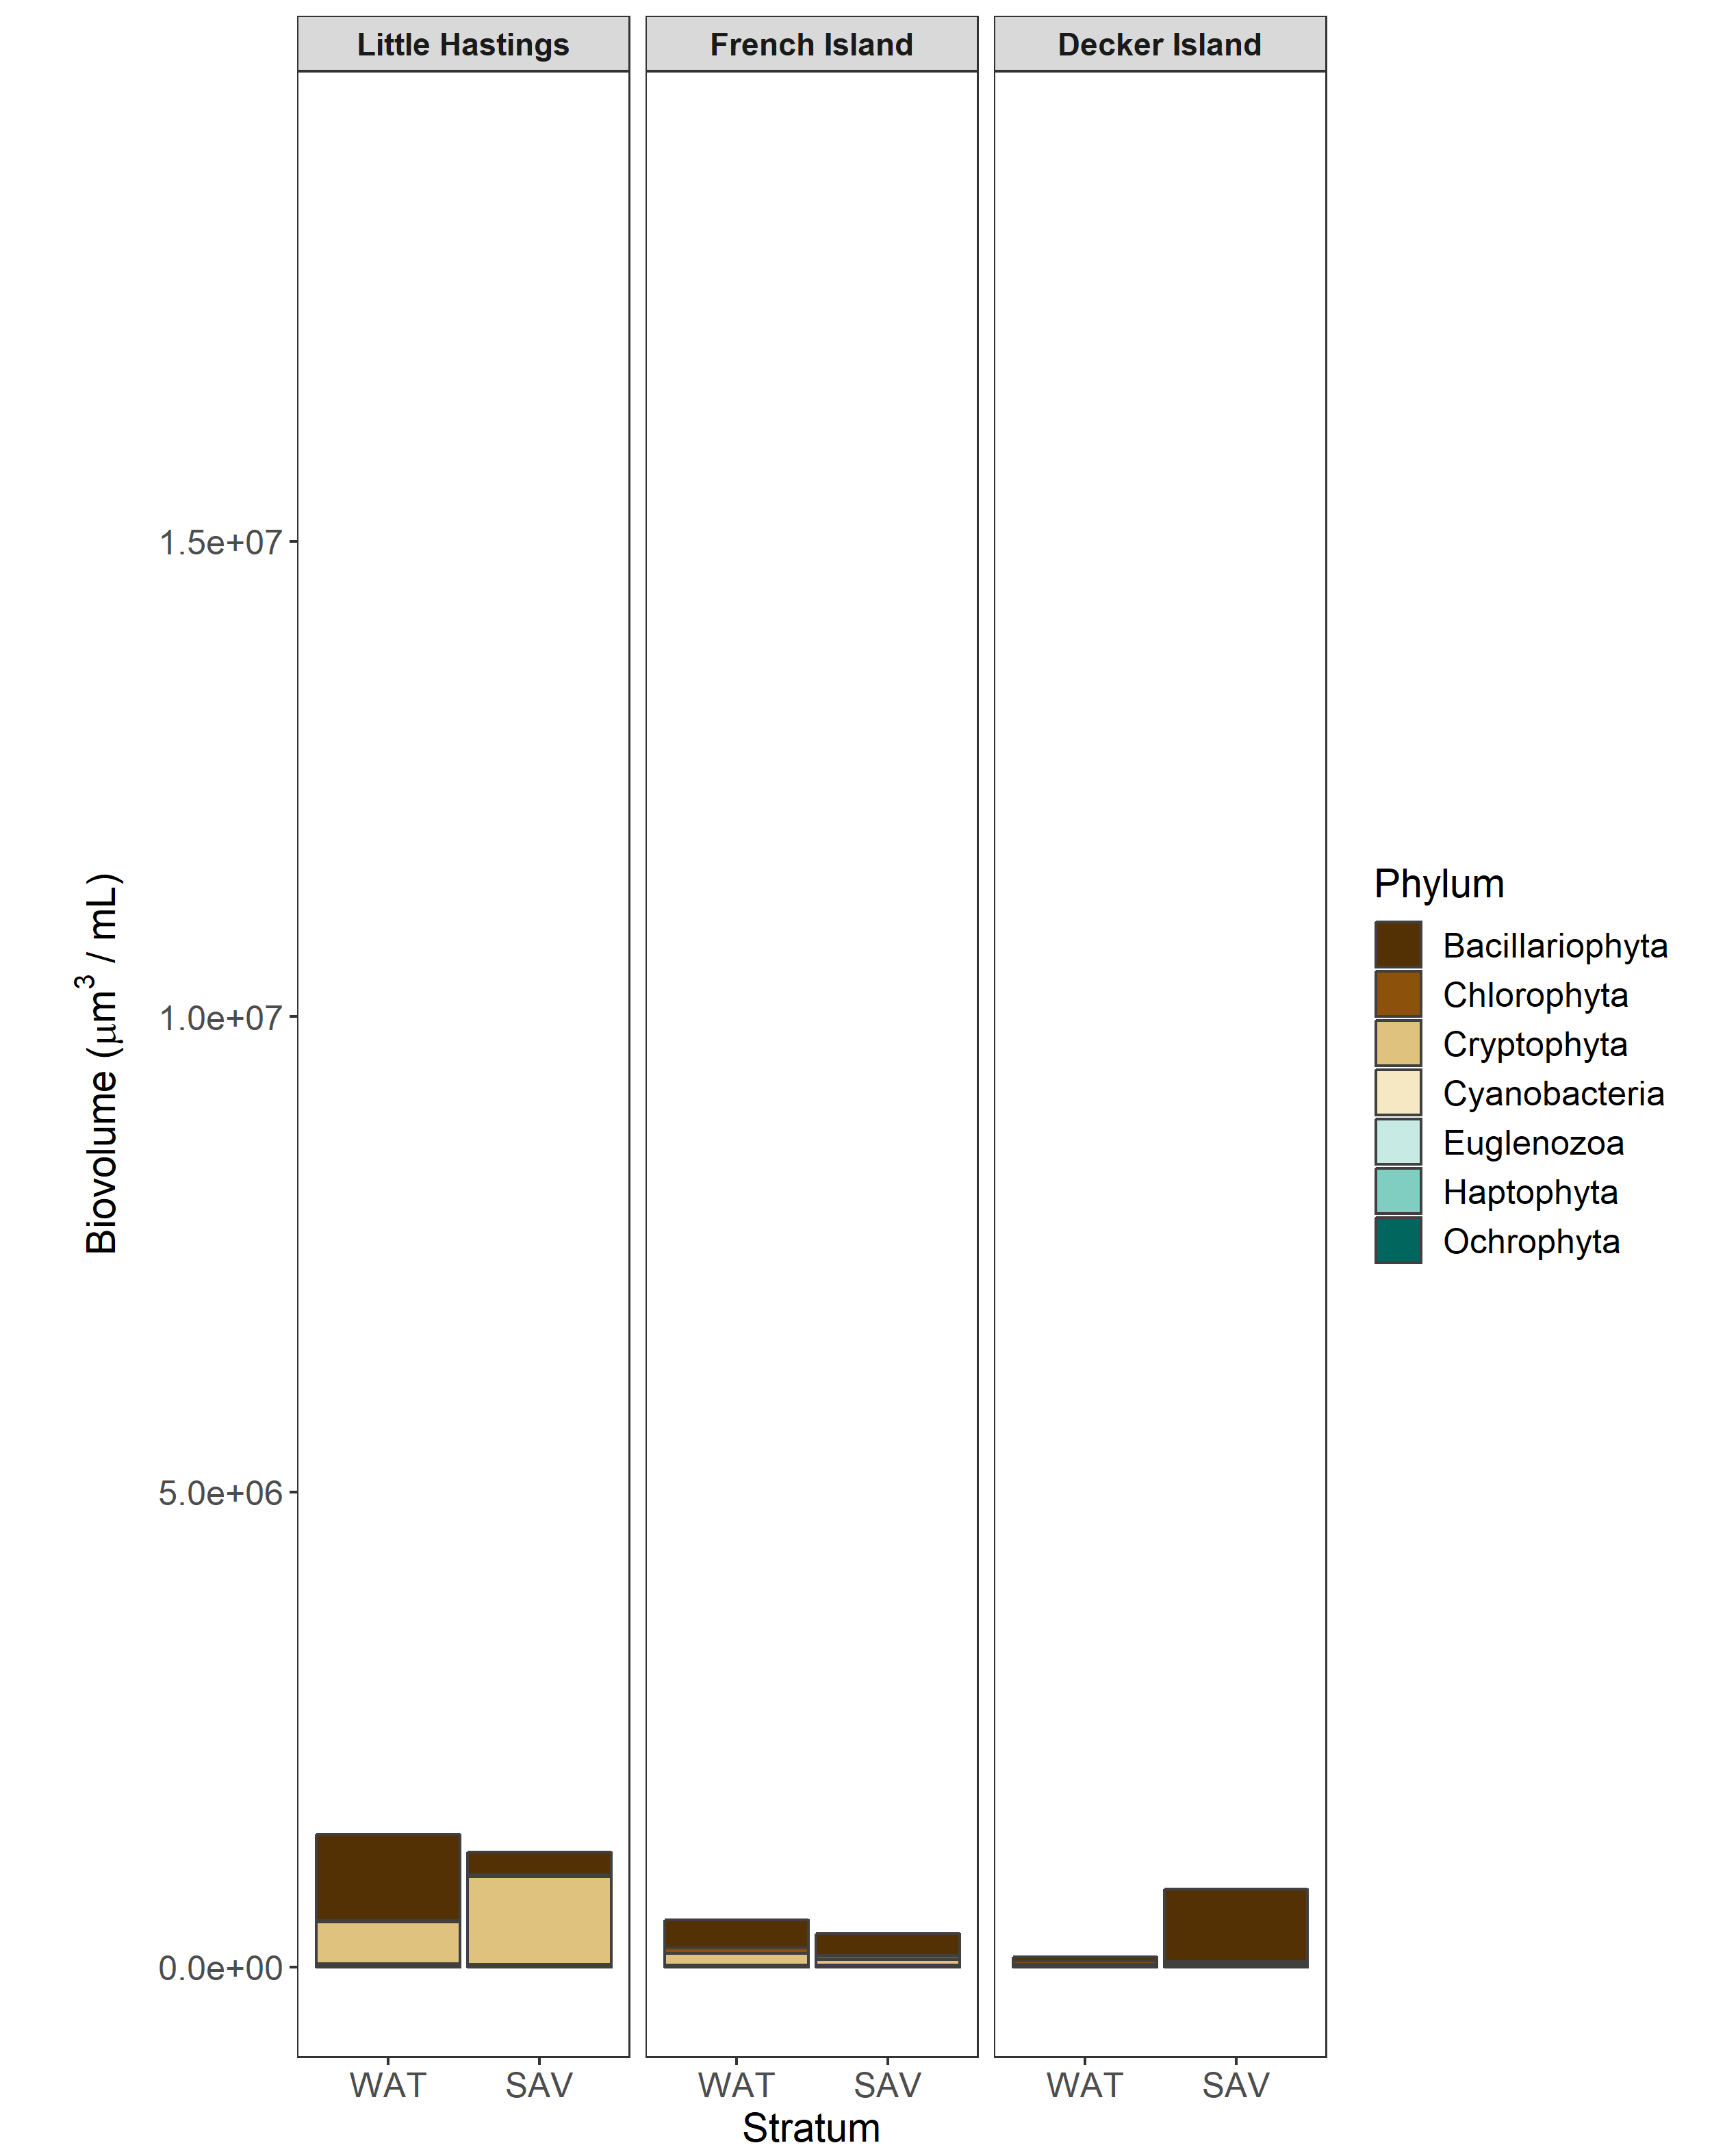 Little Hastings French Island Decker Island
1.5e+07
1.0e+07
5.0e+06
0.0e+00
Biovolume (μm³ / mL)
WAT SAV WAT SAV WAT SAV
Stratum
Phylum
Bacillariophyta
Chlorophyta
Cryptophyta
Cyanobacteria
Euglenozoa
Haptophyta
Ochrophyta